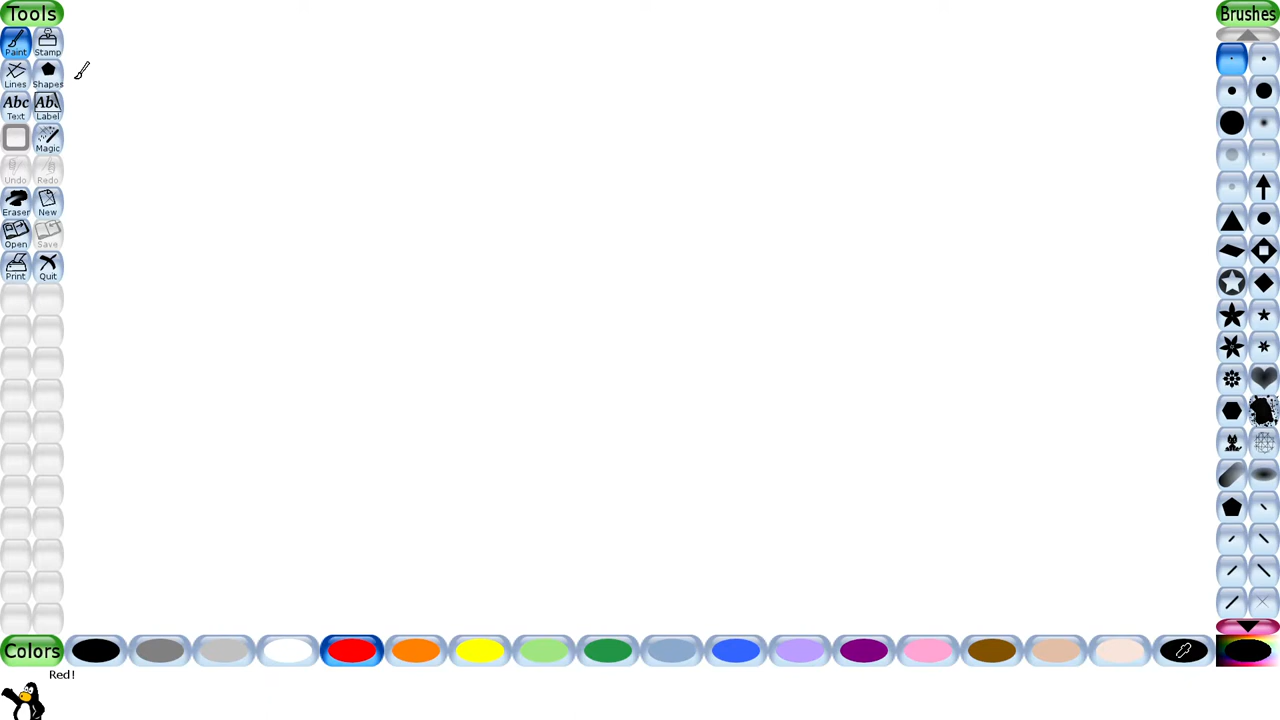 Tools
Brushes
Paint
Stamp
Lines
Shapes
Abc
Text
Abc
Label
Magic
Undo
Redo
Eraser
New
Open
Save
Print
Quit
Colors
Red!